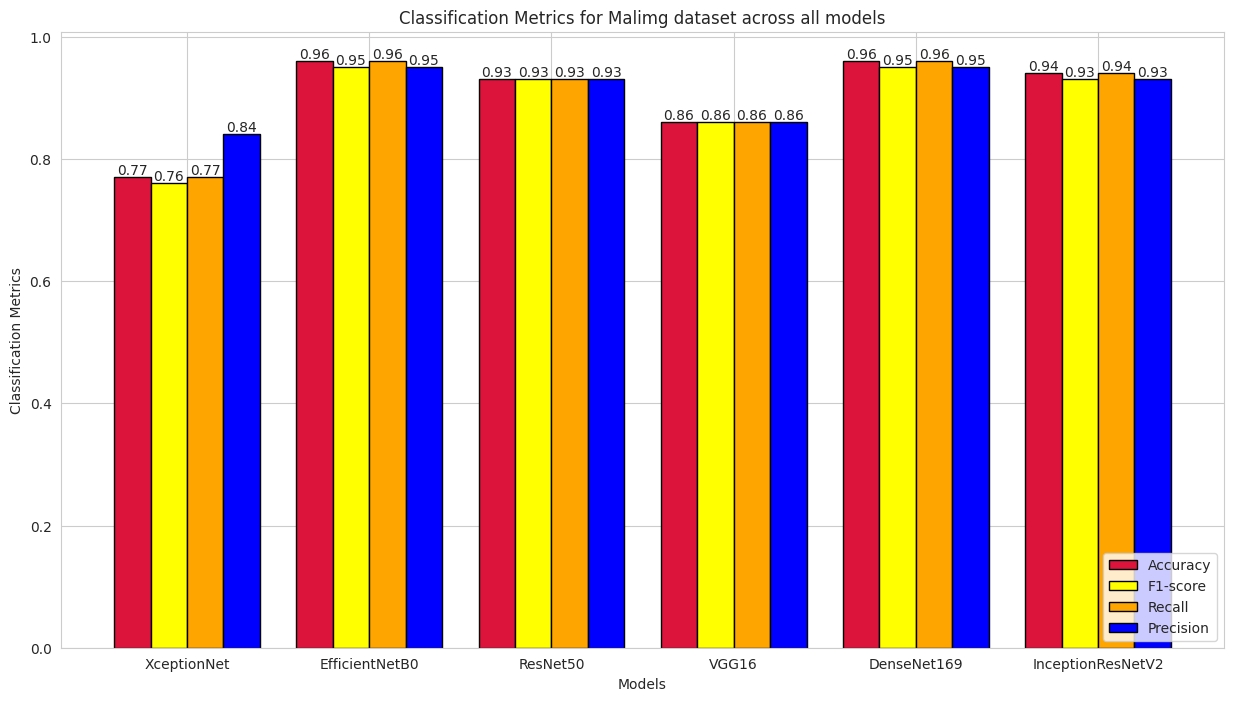 Classification Metrics for Malimg dataset across all models
Classification Metrics
1.0
0.8
0.6
0.4
0.2
0.0
0.77 0.76 0.77 0.84
0.96 0.95 0.96 0.95
0.93 0.93 0.93 0.93
0.86 0.86 0.86 0.86
0.96 0.95 0.96 0.95
0.94 0.93 0.94 0.93
Accuracy
F1-score
Recall
Precision
XceptionNet EfficientNetB0 ResNet50 VGG16 DenseNet169 InceptionResNetV2
Models